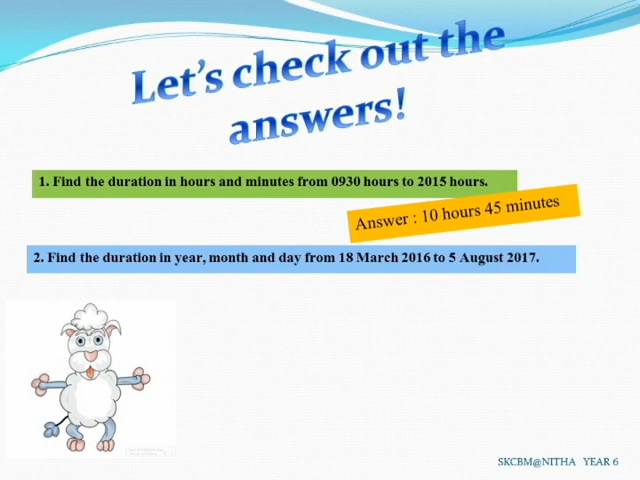 Let's check out the
answers!
1. Find the duration in hours and minutes from 0930 hours to 2015 hours.
Answer : 10 hours 45 minutes
2. Find the duration in year, month and day from 18 March 2016 to 5 August 2017.
SKCBM@NITHA YEAR 6